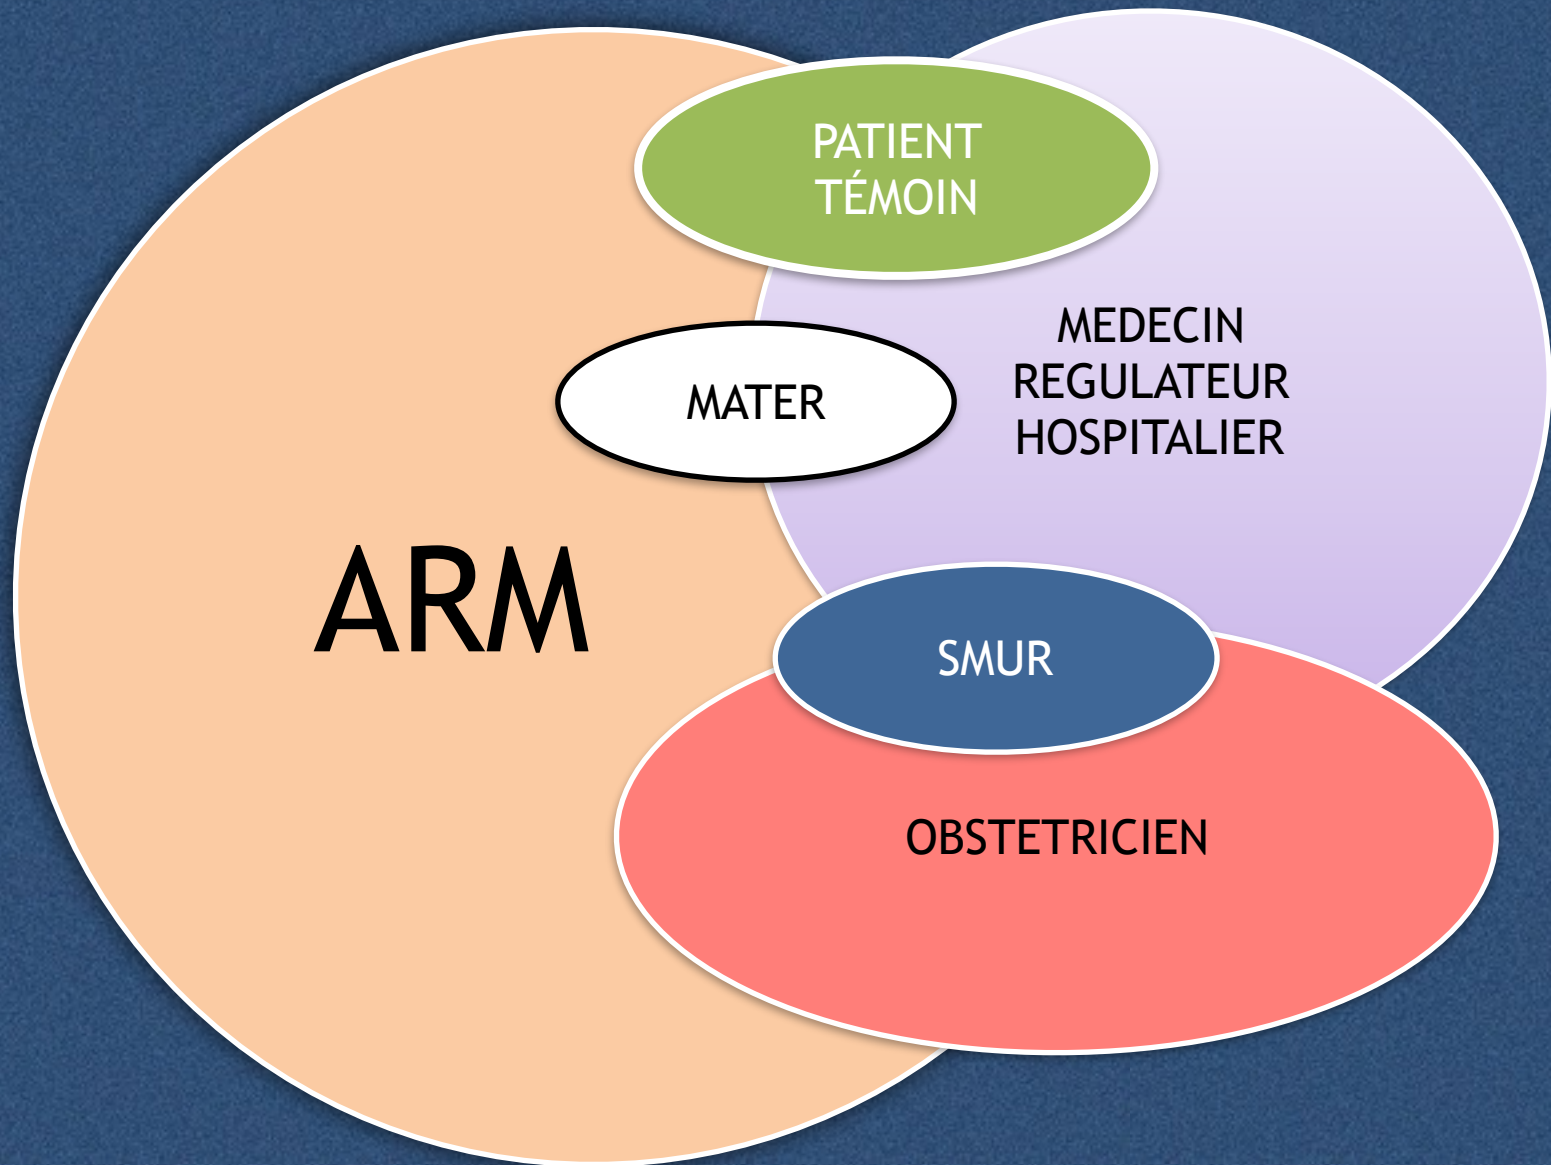 PATIENT
TÉMOIN
MEDECIN
REGULATEUR
HOSPITALIER
MATER
ARM
SMUR
OBSTETRICIEN